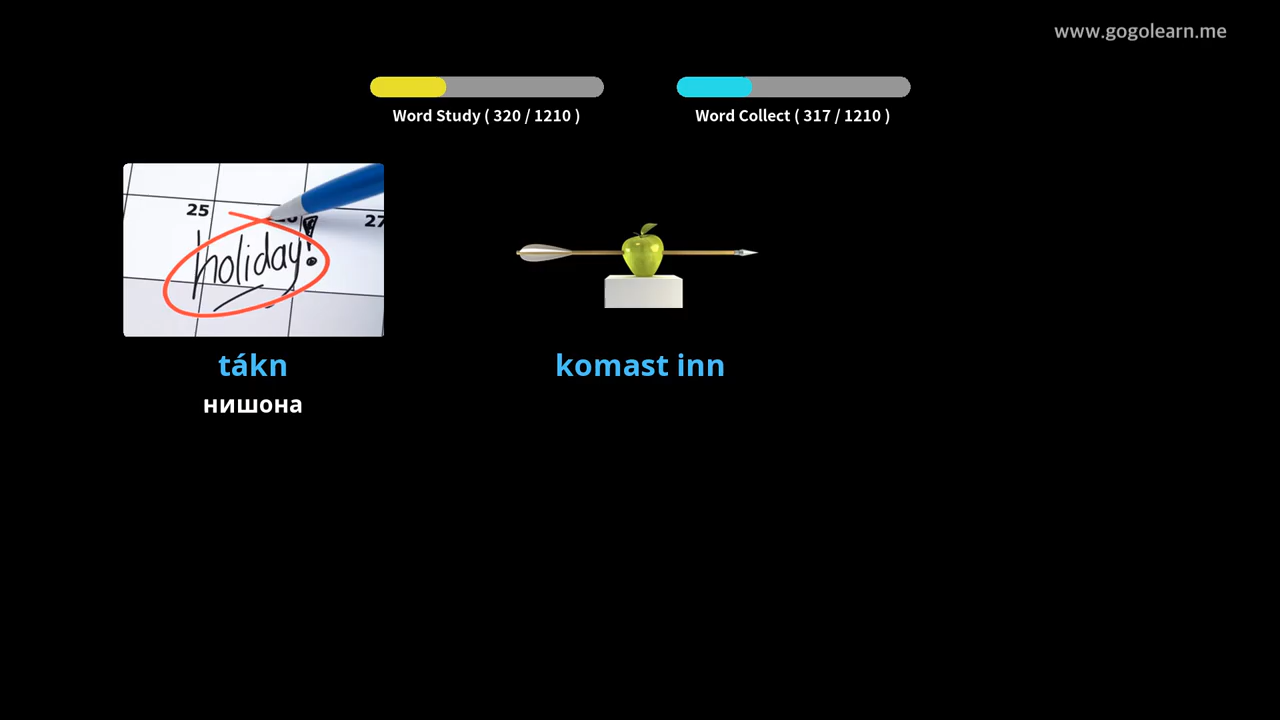 www.gogolearn.me
Word Study ( 320 / 1210 )
Word Collect ( 317 / 1210 )
25
27
holiday!
tákn
komast inn
нишона